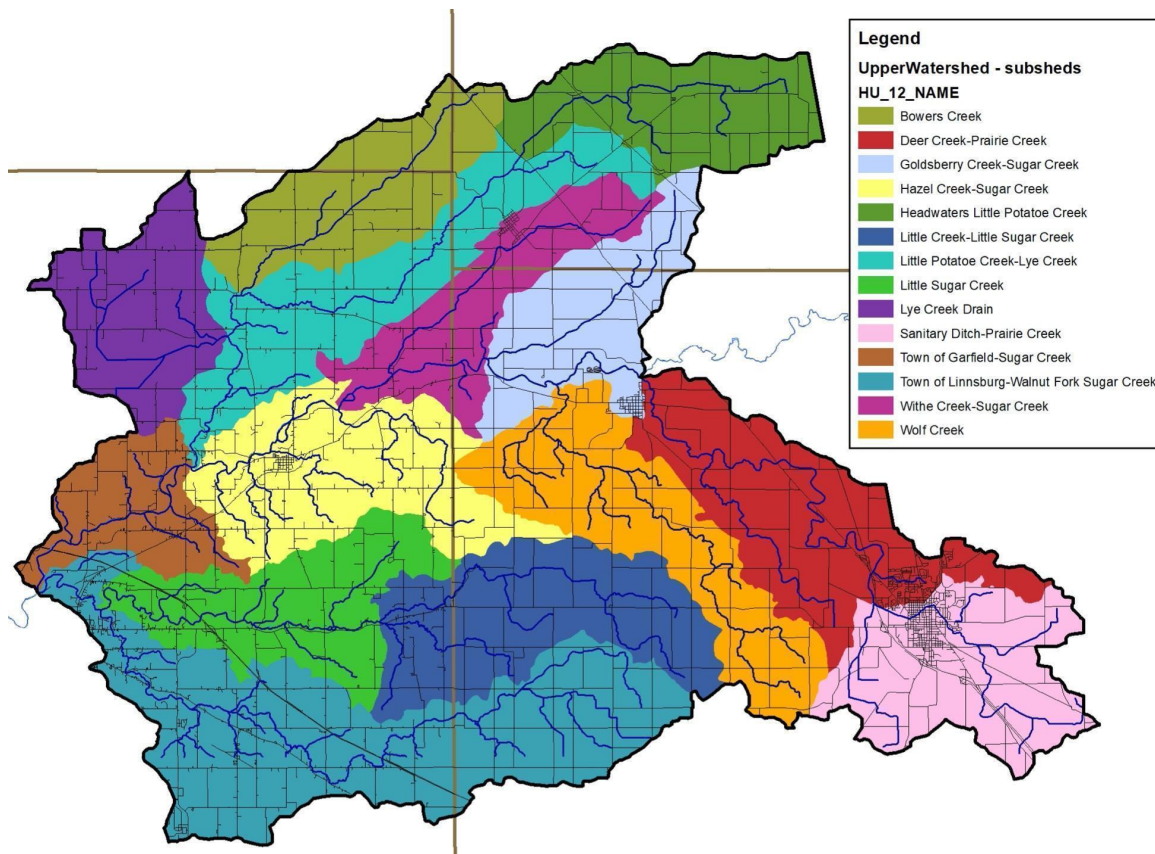 Legend
UpperWatershed - subsheds
HU_12_NAME
Bowers Creek
Deer Creek-Prairie Creek
Goldsberry Creek-Sugar Creek
Hazel Creek-Sugar Creek
Headwaters Little Potatoe Creek
Little Creek-Little Sugar Creek
Little Potatoe Creek-Lye Creek
Little Sugar Creek
Lye Creek Drain
Sanitary Ditch-Prairie Creek
Town of Garfield-Sugar Creek
Town of Linnsburg-Walnut Fork Sugar Creek
Withe Creek-Sugar Creek
Wolf Creek